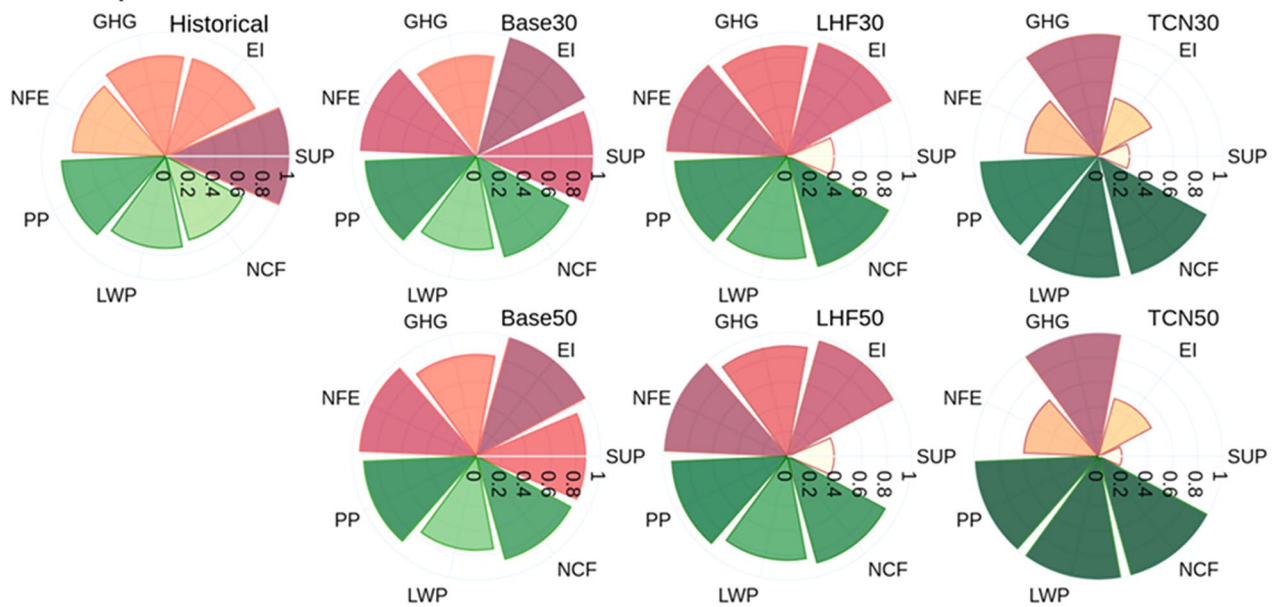 GHG Historical
EI
NFE
SUP
0 0.2 0.4 0.6 0.8 1
PP
NCF
LWP
GHG Base30
EI
NFE
SUP
0 0.2 0.4 0.6 0.8 1
PP
NCF
LWP
GHG LHF30
EI
NFE
SUP
0 0.2 0.4 0.6 0.8 1
PP
NCF
LWP
GHG TCN30
EI
NFE
SUP
0 0.2 0.4 0.6 0.8 1
NCF
PP
LWP
GHG Base50
EI
NFE
SUP
0 0.2 0.4 0.6 0.8 1
PP
NCF
LWP
GHG LHF50
EI
NFE
SUP
0 0.2 0.4 0.6 0.8 1
PP
NCF
LWP
GHG TCN50
EI
NFE
SUP
0 0.2 0.4 0.6 0.8 1
PP
NCF
LWP